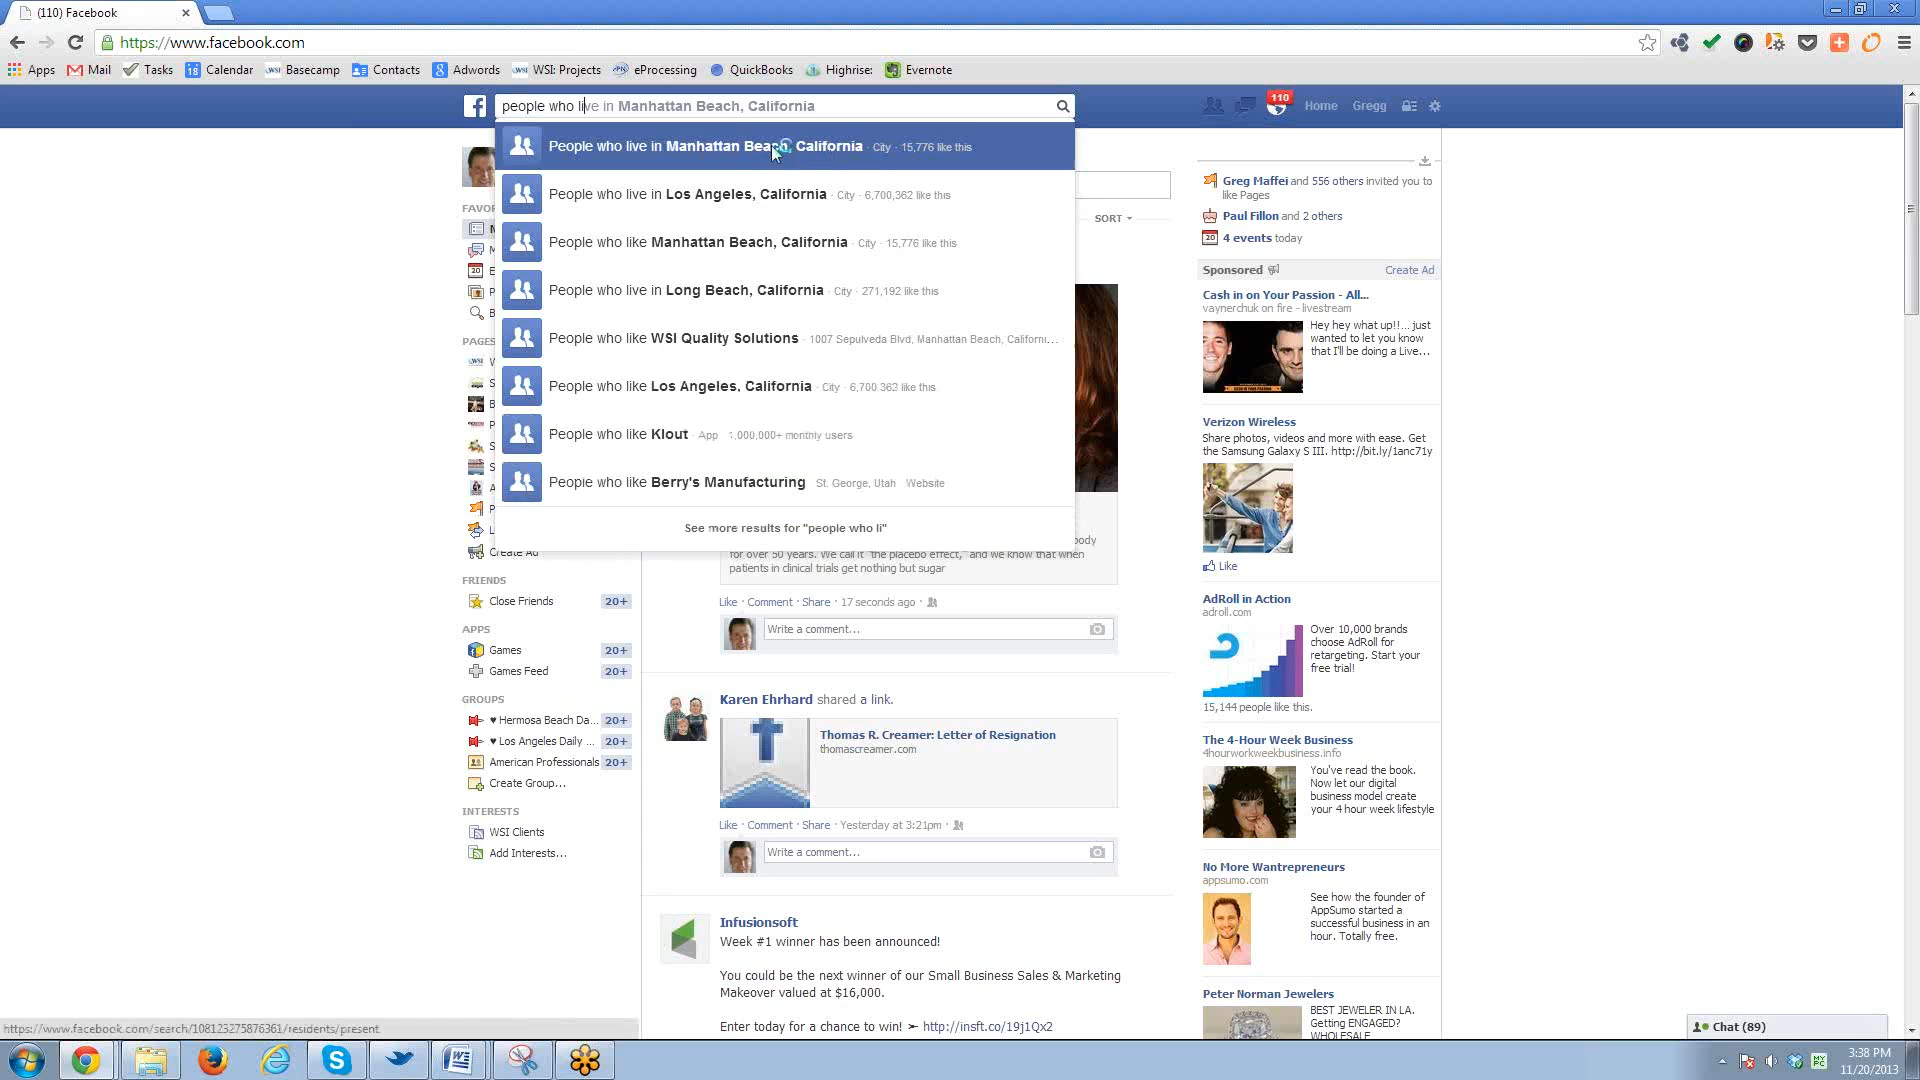 (110) Facebook
https://www.facebook.com
Apps Mail Tasks 18 Calendar Basecamp Contacts 8 Adwords WSI: Projects eProcessing QuickBooks Highrise: Evernote
people who live in Manhattan Beach, California
110 Home Gregg
People who live in Manhattan Beach, California · City · 15,776 like this
People who live in Los Angeles, California · City · 6,700,362 like this
People who like Manhattan Beach, California · City · 15,776 like this
People who live in Long Beach, California · City · 271,192 like this
People who like WSI Quality Solutions · 1007 Sepulveda Blvd, Manhattan Beach, Californi...
People who like Los Angeles, California · City · 6,700,362 like this
People who like Klout · App · 1,000,000+ monthly users
People who like Berry's Manufacturing St. George, Utah Website
See more results for "people who li"
FAVO
PAGES
Create Ad
FRIENDS
Close Friends 20+
APPS
Games 20+
Games Feed 20+
GROUPS
♥ Hermosa Beach Da... 20+
♥ Los Angeles Daily ... 20+
American Professionals 20+
Create Group...
INTERESTS
WSI Clients
Add Interests...
SORT
body
for over 50 years. We call it "the placebo effect," and we know that when
patients in clinical trials get nothing but sugar
Like · Comment · Share · 17 seconds ago ·
Write a comment...
Karen Ehrhard shared a link.
Thomas R. Creamer: Letter of Resignation
thomascreamer.com
Like · Comment · Share · Yesterday at 3:21pm ·
Write a comment...
Infusionsoft
Week #1 winner has been announced!
You could be the next winner of our Small Business Sales & Marketing
Makeover valued at $16,000.
Enter today for a chance to win! ➛ http://insft.co/19j1Qx2
Greg Maffei and 556 others invited you to
like Pages
Paul Fillon and 2 others
4 events today
Sponsored Create Ad
Cash in on Your Passion - All...
vaynerchuk on fire - livestream
Hey hey what up!!... just
wanted to let you know
that I'll be doing a Live...
Verizon Wireless
Share photos, videos and more with ease. Get
the Samsung Galaxy S III. http://bit.ly/1anc71y
Like
AdRoll in Action
adroll.com
Over 10,000 brands
choose AdRoll for
retargeting. Start your
free trial!
15,144 people like this.
The 4-Hour Week Business
4hourworkweekbusiness.info
You've read the book.
Now let our digital
business model create
your 4 hour week lifestyle
No More Wantrepreneurs
appsumo.com
See how the founder of
AppSumo started a
successful business in an
hour. Totally free.
Peter Norman Jewelers
BEST JEWELER IN LA.
Getting ENGAGED?
WHOLESALE
Chat (89)
https://www.facebook.com/search/108123275876361/residents/present
3:38 PM
11/20/2013